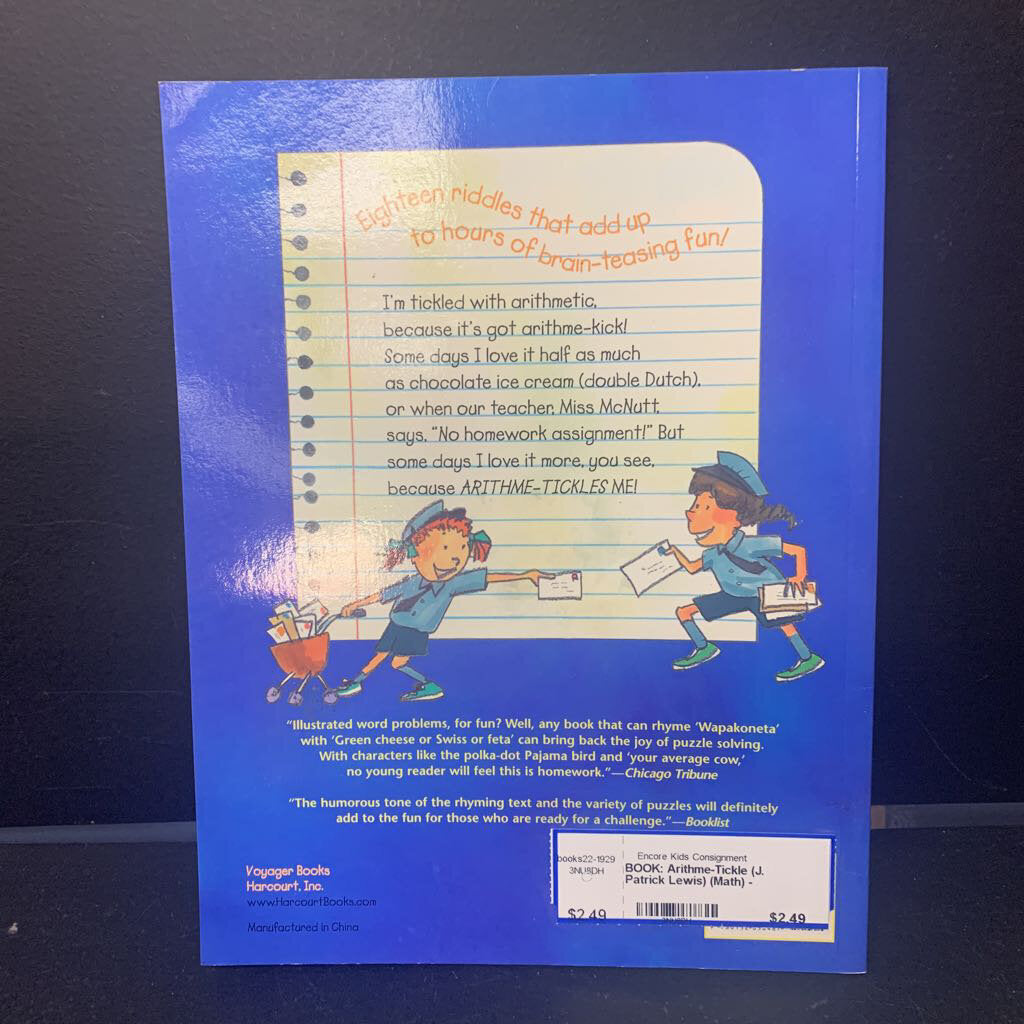 Eighteen riddles that add up
to hours of brain-teasing fun!
I'm tickled with arithmetic,
because it's got arithme-kick!
Some days I love it half as much
as chocolate ice cream (double Dutch),
or when our teacher, Miss McNutt,
says, "No homework assignment!" But
some days I love it more, you see,
because ARITHME-TICKLES ME!
"Illustrated word problems, for fun? Well, any book that can rhyme 'Wapakoneta'
with 'Green cheese or Swiss or feta' can bring back the joy of puzzle solving.
With characters like the polka-dot Pajama bird and 'your average cow,'
no young reader will feel this is homework."—Chicago Tribune
"The humorous tone of the rhyming text and the variety of puzzles will definitely
add to the fun for those who are ready for a challenge."—Booklist
Voyager Books
Harcourt, Inc.
www.HarcourtBooks.com
Manufactured in China
books22-1929
3NU8DH
$2.49
Encore Kids Consignment
BOOK: Arithme-Tickle (J.
Patrick Lewis) (Math) -
$2.49